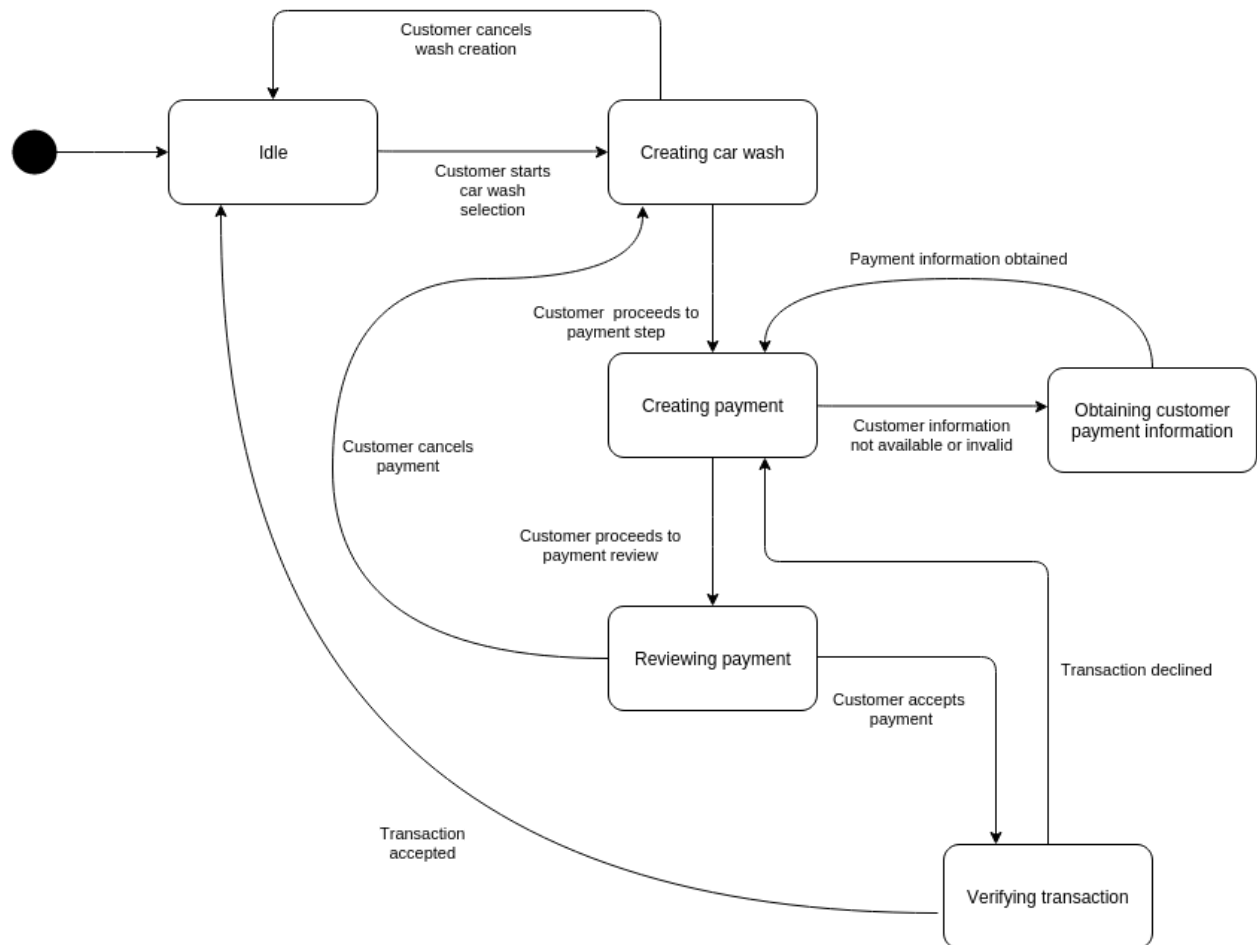 Customer cancels
wash creation
Idle
Creating car wash
Customer starts
car wash
selection
Payment information obtained
Customer  proceeds to
payment step
Creating payment
Obtaining customer
payment information
Customer information
not available or invalid
Customer cancels
payment
Customer proceeds to
payment review
Reviewing payment
Transaction declined
Customer accepts
payment
Transaction
accepted
Verifying transaction